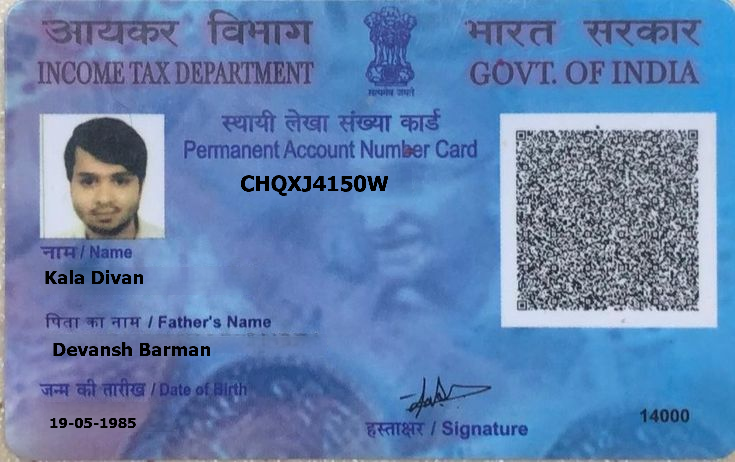 आयकर विभाग
INCOME TAX DEPARTMENT
सत्यमेव जयते
भारत सरकार
GOVT. OF INDIA
स्थायी लेखा संख्या कार्ड
Permanent Account Number Card
CHQXJ4150W
नाम / Name
Kala Divan
पिता का नाम / Father's Name
Devansh Barman
जन्म की तारीख / Date of Birth
19-05-1985
हस्ताक्षर / Signature
14000